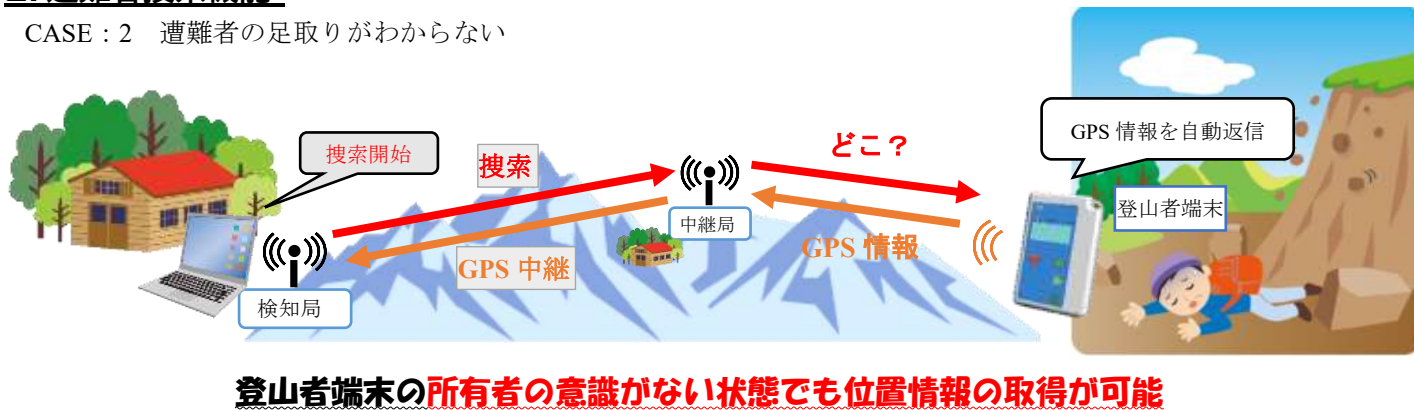 CASE：2　遭難者の足取りがわからない
GPS 情報を自動返信
捜索開始
捜索
どこ？
登山者端末
中継局
GPS 情報
GPS 中継
検知局
登山者端末の所有者の意識がない状態でも位置情報の取得が可能